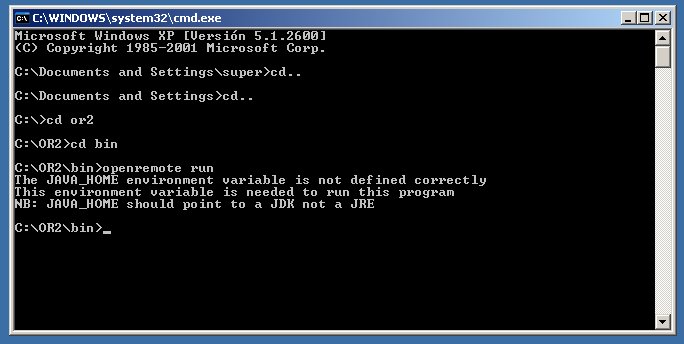 C:\WINDOWS\system32\cmd.exe
Microsoft Windows XP [Versión 5.1.2600]
(C) Copyright 1985-2001 Microsoft Corp.
C:\Documents and Settings\super>cd..
C:\Documents and Settings>cd..
C:\>cd or2
C:\OR2>cd bin
C:\OR2\bin>openremote run
The JAVA_HOME environment variable is not defined correctly
This environment variable is needed to run this program
NB: JAVA_HOME should point to a JDK not a JRE
C:\OR2\bin>_